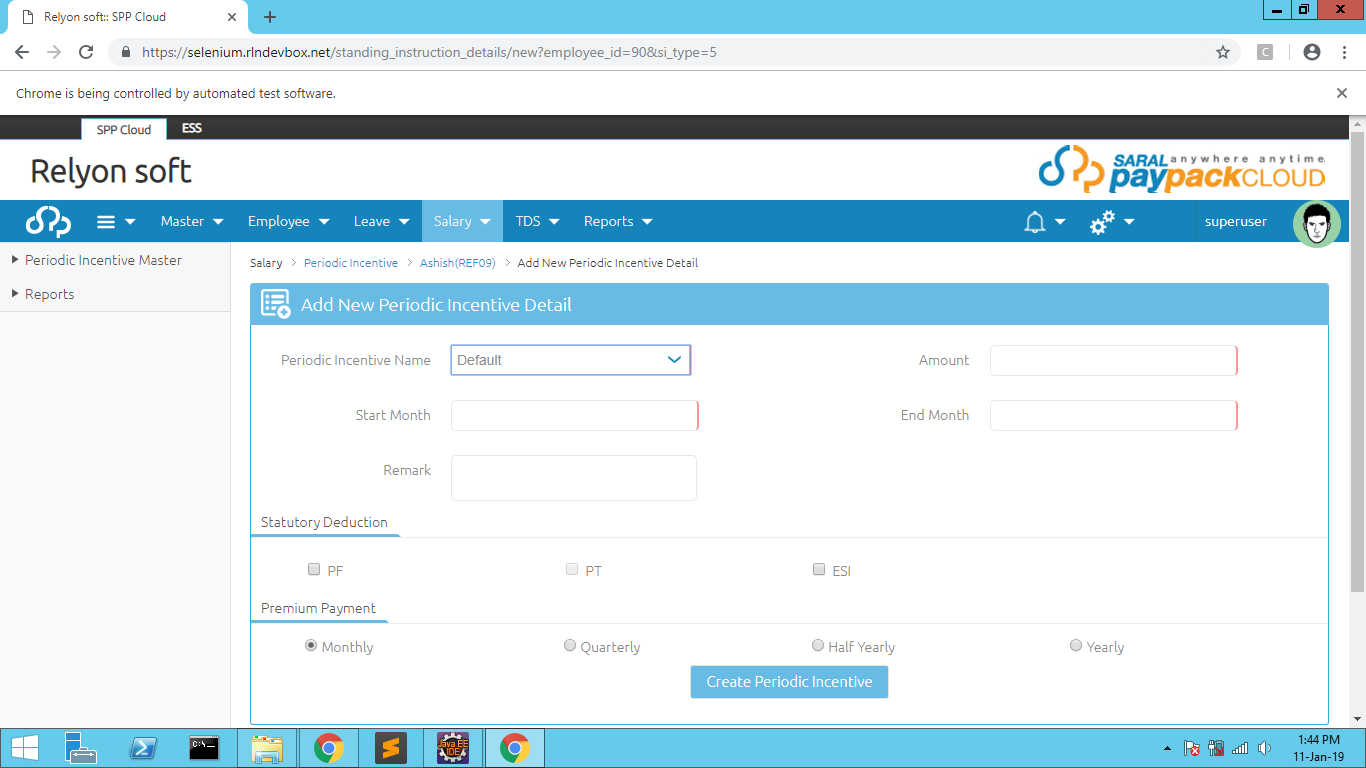 Relyon soft:: SPP Cloud
https://selenium.rlndevbox.net/standing_instruction_details/new?employee_id=90&si_type=5
C
Chrome is being controlled by automated test software.
SPP Cloud ESS
Relyon soft
SARAL anywhere anytime
paypackCLOUD
Master Employee Leave Salary TDS Reports superuser
Periodic Incentive Master
Reports
Salary > Periodic Incentive > Ashish(REF09) > Add New Periodic Incentive Detail
Add New Periodic Incentive Detail
Periodic Incentive Name Default Amount
Start Month End Month
Remark
Statutory Deduction
PF PT ESI
Premium Payment
Monthly Quarterly Half Yearly Yearly
Create Periodic Incentive
C:\
Java EE
IDE
1:44 PM
11-Jan-19